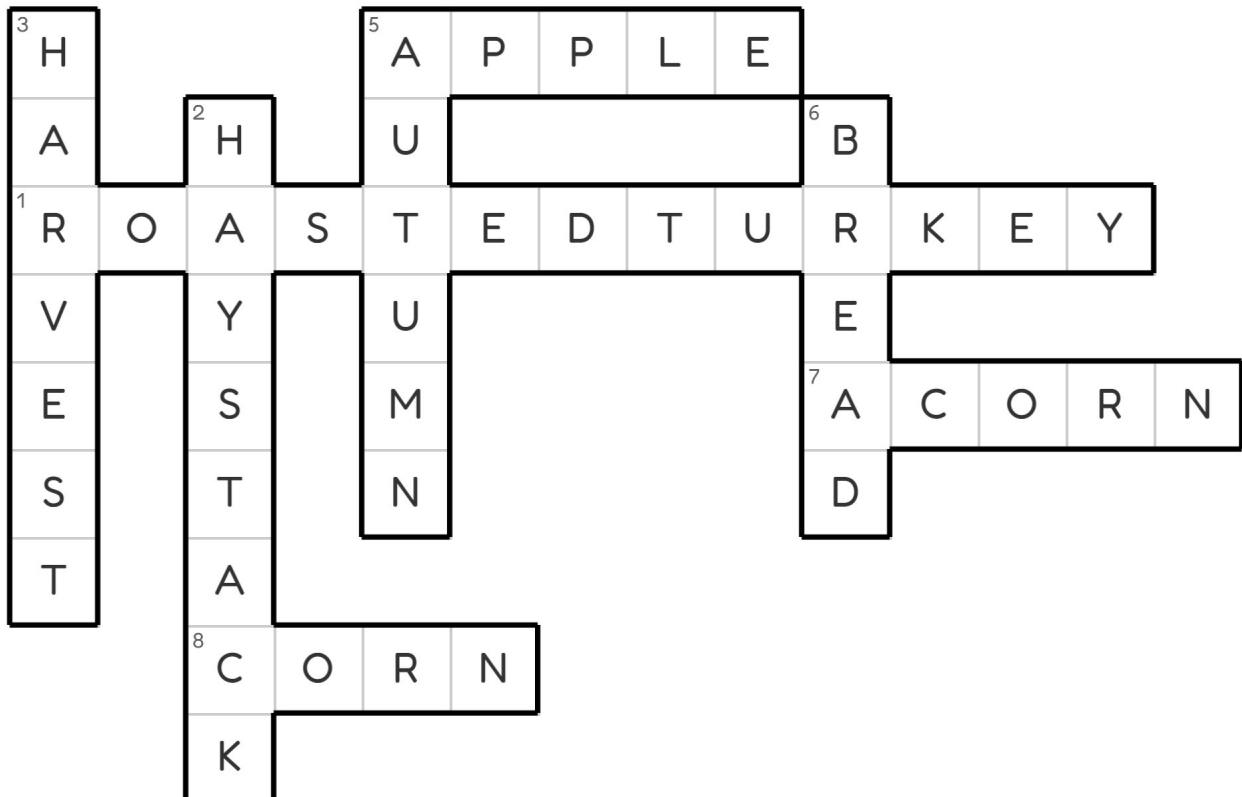 3 H 5 A P P L E
A 2 H U 6 B
1 R O A S T E D T U R K E Y
V Y U E
E S M 7 A C O R N
S T N D
T A
8 C O R N
K